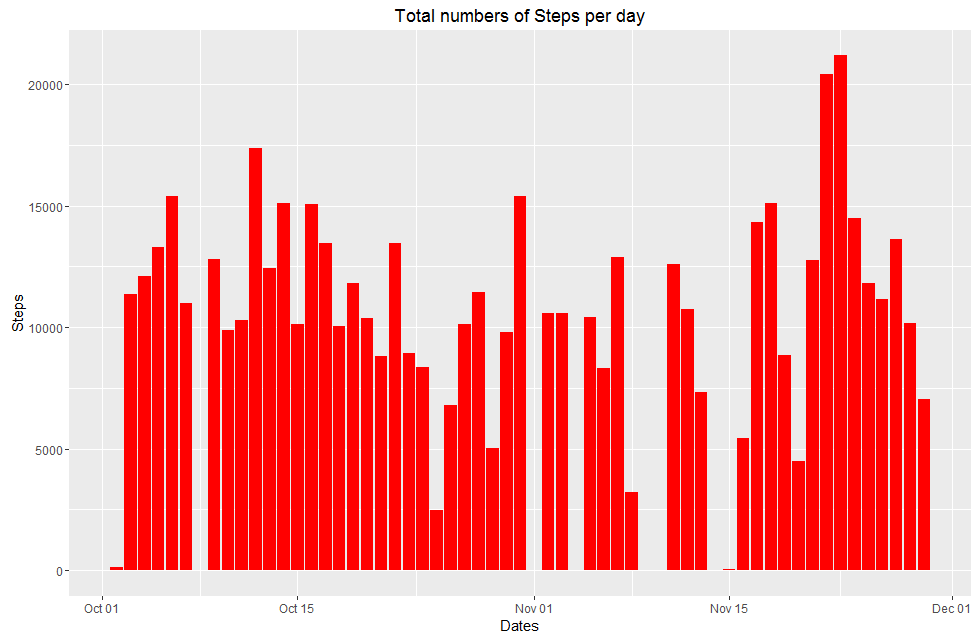 Total numbers of Steps per day
Steps
20000
15000
10000
5000
0
Oct 01
Oct 15
Nov 01
Nov 15
Dec 01
Dates